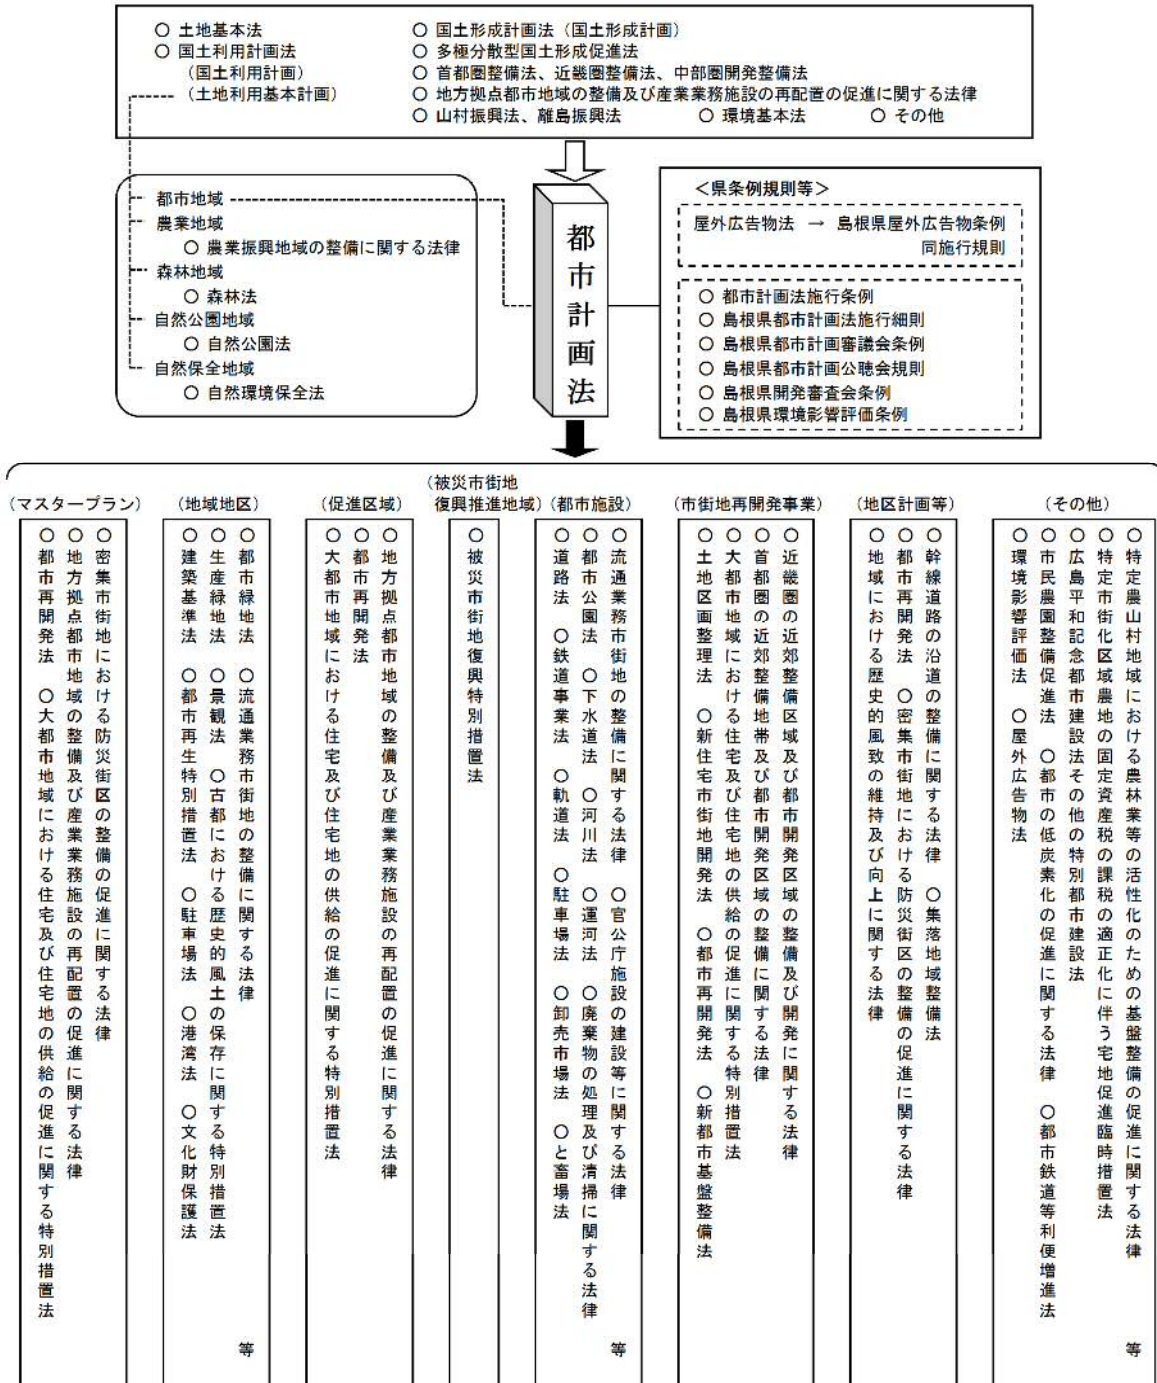 ○ 土地基本法
○ 国土利用計画法
(国土利用計画)
(土地利用基本計画)
○ 国土形成計画法(国土形成計画)
○ 多極分散型国土形成促進法
○ 首都圏整備法、近畿圏整備法、中部圏開発整備法
○ 地方拠点都市地域の整備及び産業業務施設の再配置の促進に関する法律
○ 山村振興法、離島振興法 ○ 環境基本法 ○ その他
都市地域
農業地域
○ 農業振興地域の整備に関する法律
森林地域
○ 森林法
自然公園地域
○ 自然公園法
自然保全地域
○ 自然環境保全法
都市計画法
<県条例規則等>
屋外広告物法 → 島根県屋外広告物条例
同施行規則
○ 都市計画法施行条例
○ 島根県都市計画法施行細則
○ 島根県都市計画審議会条例
○ 島根県都市計画公聴会規則
○ 島根県開発審査会条例
○ 島根県環境影響評価条例
(マスタープラン)
○密集市街地における防災街区の整備の促進に関する法律
○地方拠点都市地域の整備及び産業業務施設の再配置の促進に関する法律
○都市再開発法 ○大都市地域における住宅及び住宅地の供給の促進に関する特別措置法
(地域地区)
○都市緑地法 ○流通業務市街地の整備に関する法律 等
○生産緑地法 ○景観法 ○古都における歴史的風土の保存に関する特別措置法
○建築基準法 ○都市再生特別措置法 ○駐車場法 ○港湾法 ○文化財保護法
(促進区域)
○地方拠点都市地域の整備及び産業業務施設の再配置の促進に関する法律
○都市再開発法
○大都市地域における住宅及び住宅地の供給の促進に関する特別措置法
(被災市街地
復興推進地域)
○被災市街地復興特別措置法
(都市施設)
○流通業務市街地の整備に関する法律 ○官公庁施設の建設等に関する法律 等
○都市公園法 ○下水道法 ○河川法 ○運河法 ○廃棄物の処理及び清掃に関する法律
○道路法 ○鉄道事業法 ○軌道法 ○駐車場法 ○卸売市場法 ○と畜場法
(市街地再開発事業)
○近畿圏の近郊整備区域及び都市開発区域の整備及び開発に関する法律
○首都圏の近郊整備地帯及び都市開発区域の整備に関する法律
○大都市地域における住宅及び住宅地の供給の促進に関する特別措置法
○土地区画整理法 ○新住宅市街地開発法 ○都市再開発法 ○新都市基盤整備法
(地区計画等)
○幹線道路の沿道の整備に関する法律 ○集落地域整備法
○都市再開発法 ○密集市街地における防災街区の整備の促進に関する法律
○地域における歴史的風致の維持及び向上に関する法律
(その他)
○特定農山村地域における農林業等の活性化のための基盤整備の促進に関する法律 等
○特定市街化区域農地の固定資産税の課税の適正化に伴う宅地促進臨時措置法
○広島平和記念都市建設法その他の特別都市建設法
○市民農園整備促進法 ○都市の低炭素化の促進に関する法律 ○都市鉄道等利便増進法
○環境影響評価法 ○屋外広告物法